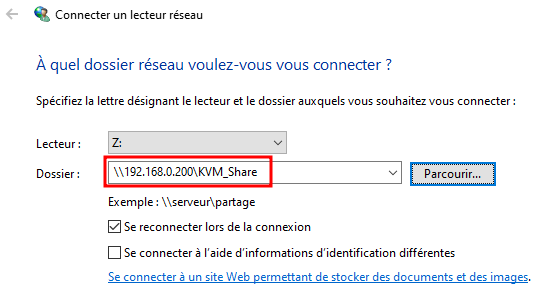 Connecter un lecteur réseau
À quel dossier réseau voulez-vous vous connecter ?
Spécifiez la lettre désignant le lecteur et le dossier auxquels vous souhaitez vous connecter :
Lecteur : Z:
Dossier : \\192.168.0.200\KVM_Share Parcourir...
Exemple : \\serveur\partage
Se reconnecter lors de la connexion
Se connecter à l'aide d'informations d'identification différentes
Se connecter à un site Web permettant de stocker des documents et des images.